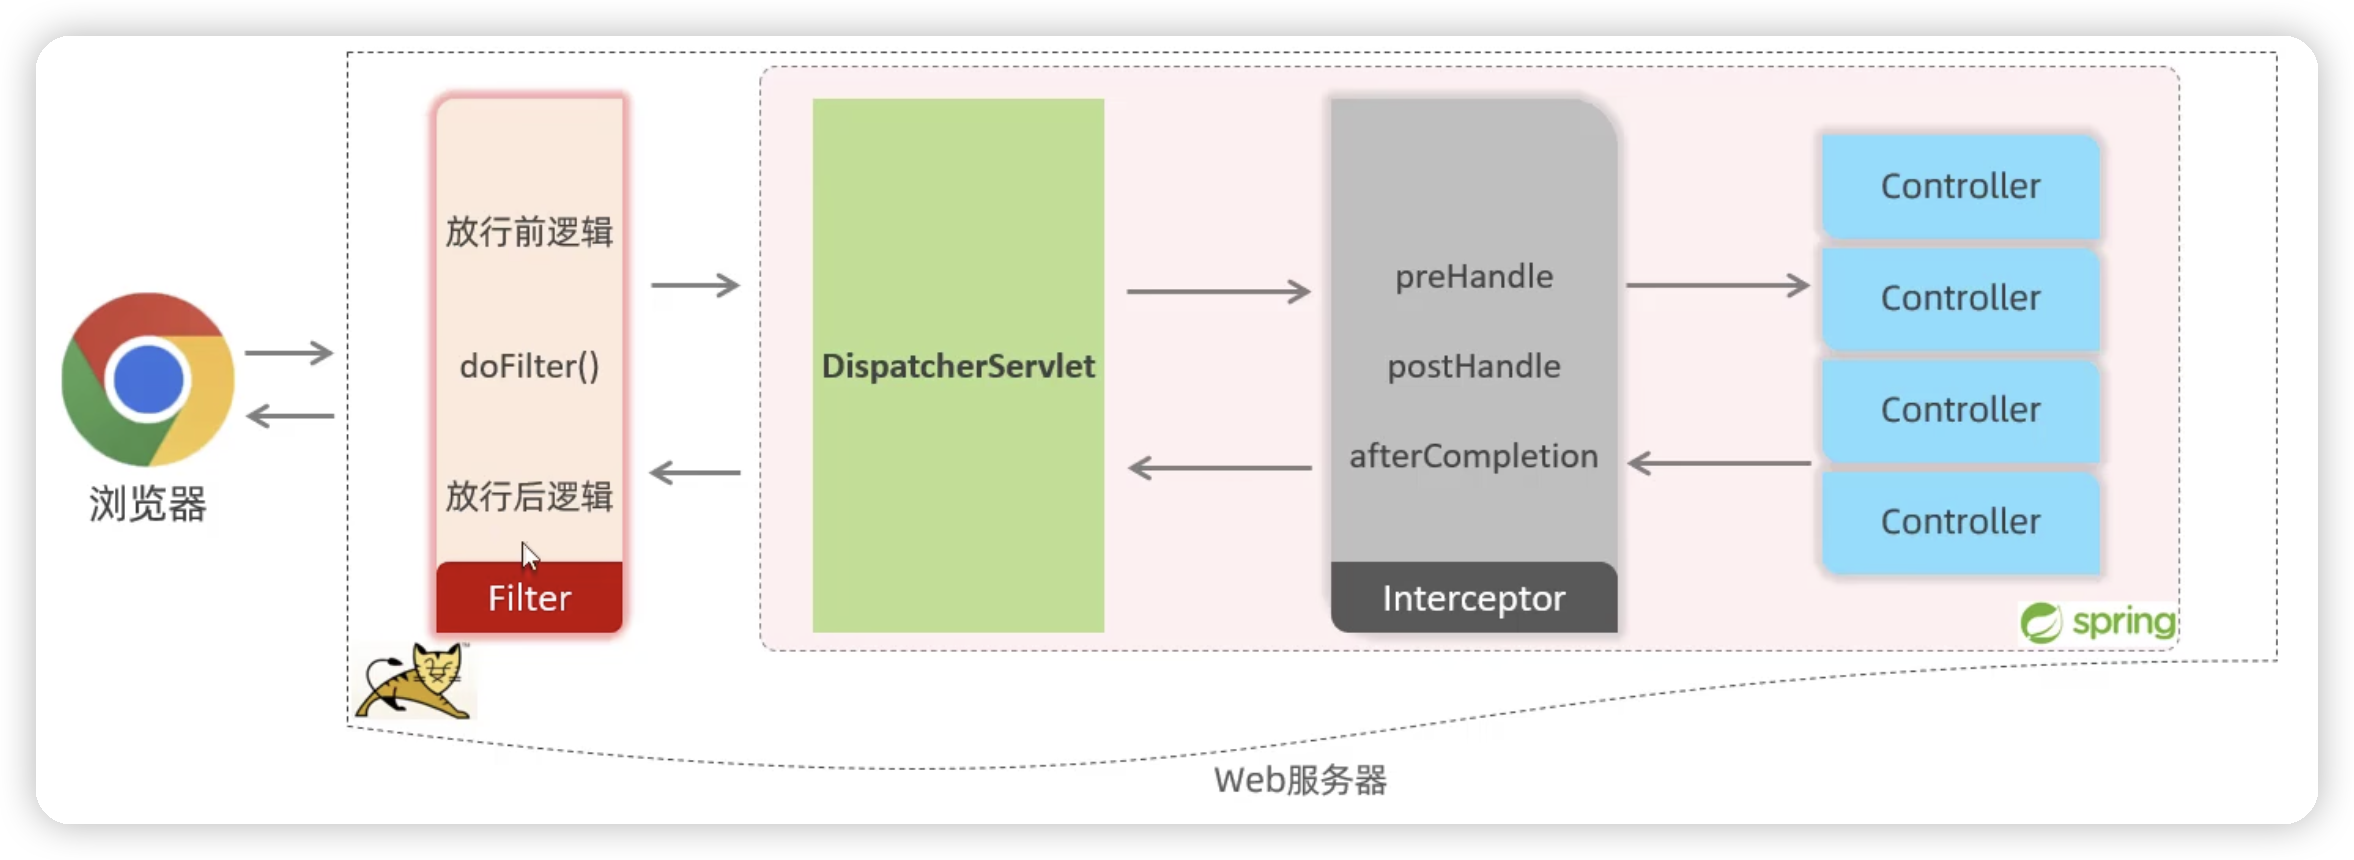 浏览器
放行前逻辑
doFilter()
放行后逻辑
Filter
DispatcherServlet
preHandle
postHandle
afterCompletion
Interceptor
Controller
Controller
Controller
Controller
spring
Web服务器